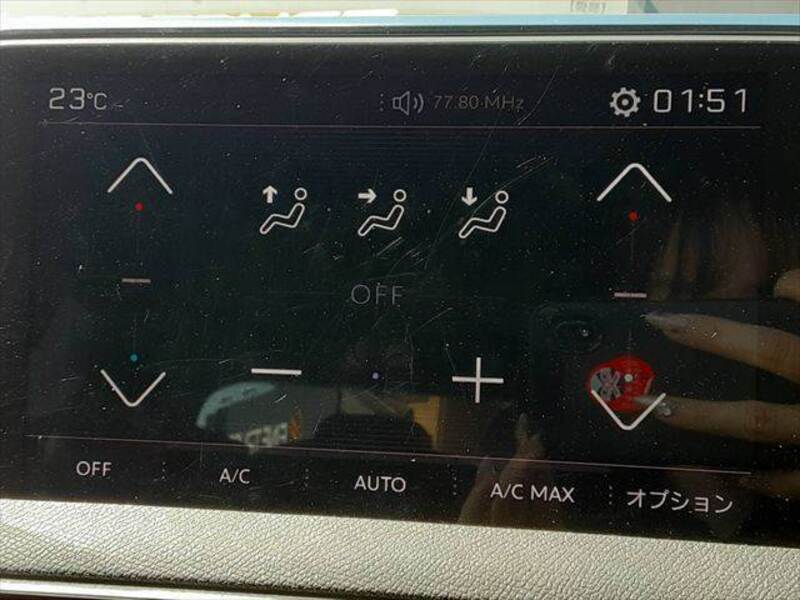 23°C 77.80 MHz 01:51
OFF
OFF A/C AUTO A/C MAX オプション